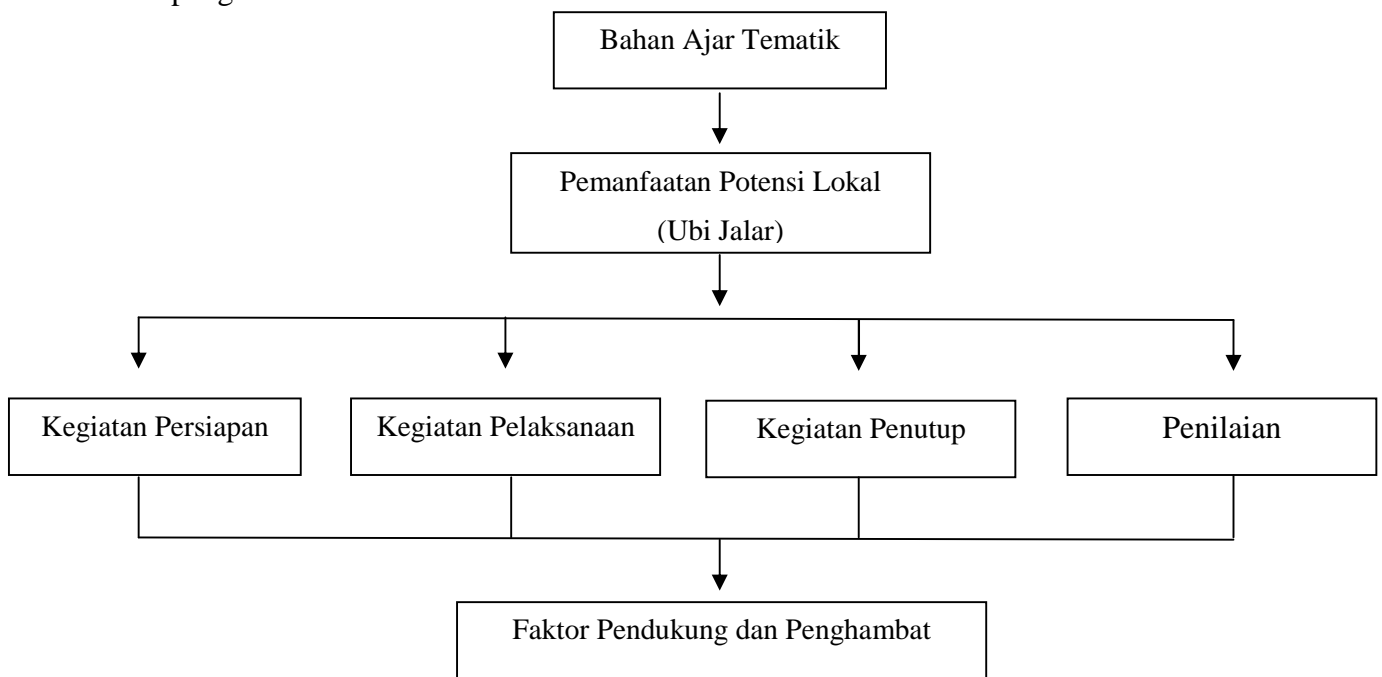 Bahan Ajar Tematik
Pemanfaatan Potensi Lokal
(Ubi Jalar)
Kegiatan Persiapan
Kegiatan Pelaksanaan
Kegiatan Penutup
Penilaian
Faktor Pendukung dan Penghambat